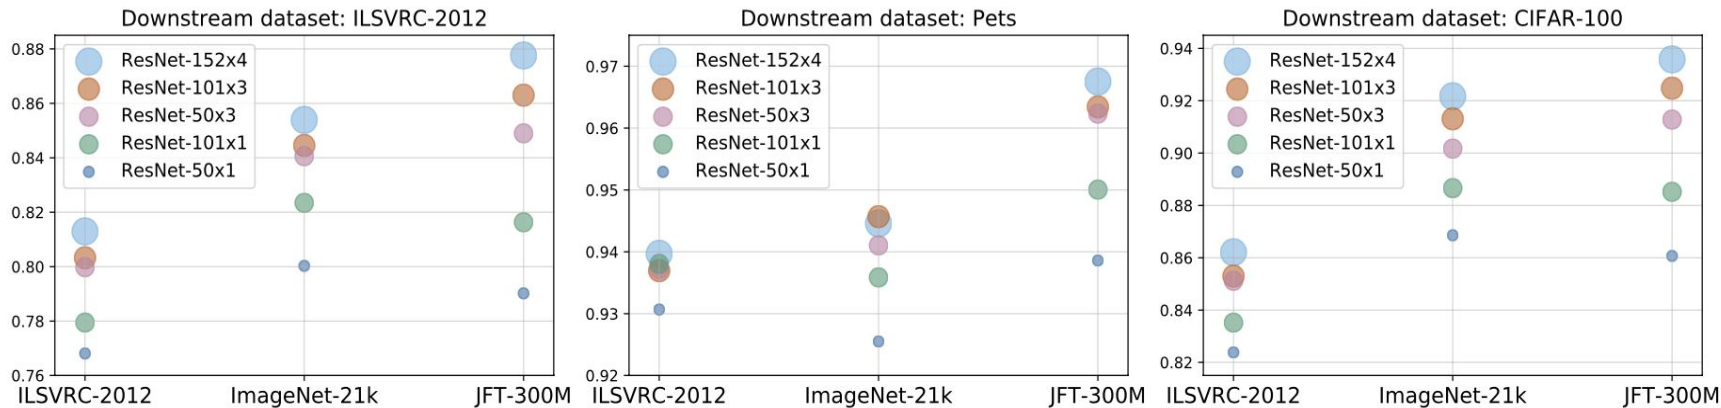 Downstream dataset: ILSVRC-2012
0.88
0.86
0.84
0.82
0.80
0.78
0.76
ResNet-152x4
ResNet-101x3
ResNet-50x3
ResNet-101x1
ResNet-50x1
ILSVRC-2012 ImageNet-21k JFT-300M
Downstream dataset: Pets
0.97
0.96
0.95
0.94
0.93
0.92
ResNet-152x4
ResNet-101x3
ResNet-50x3
ResNet-101x1
ResNet-50x1
ILSVRC-2012 ImageNet-21k JFT-300M
Downstream dataset: CIFAR-100
0.94
0.92
0.90
0.88
0.86
0.84
0.82
ResNet-152x4
ResNet-101x3
ResNet-50x3
ResNet-101x1
ResNet-50x1
ILSVRC-2012 ImageNet-21k JFT-300M